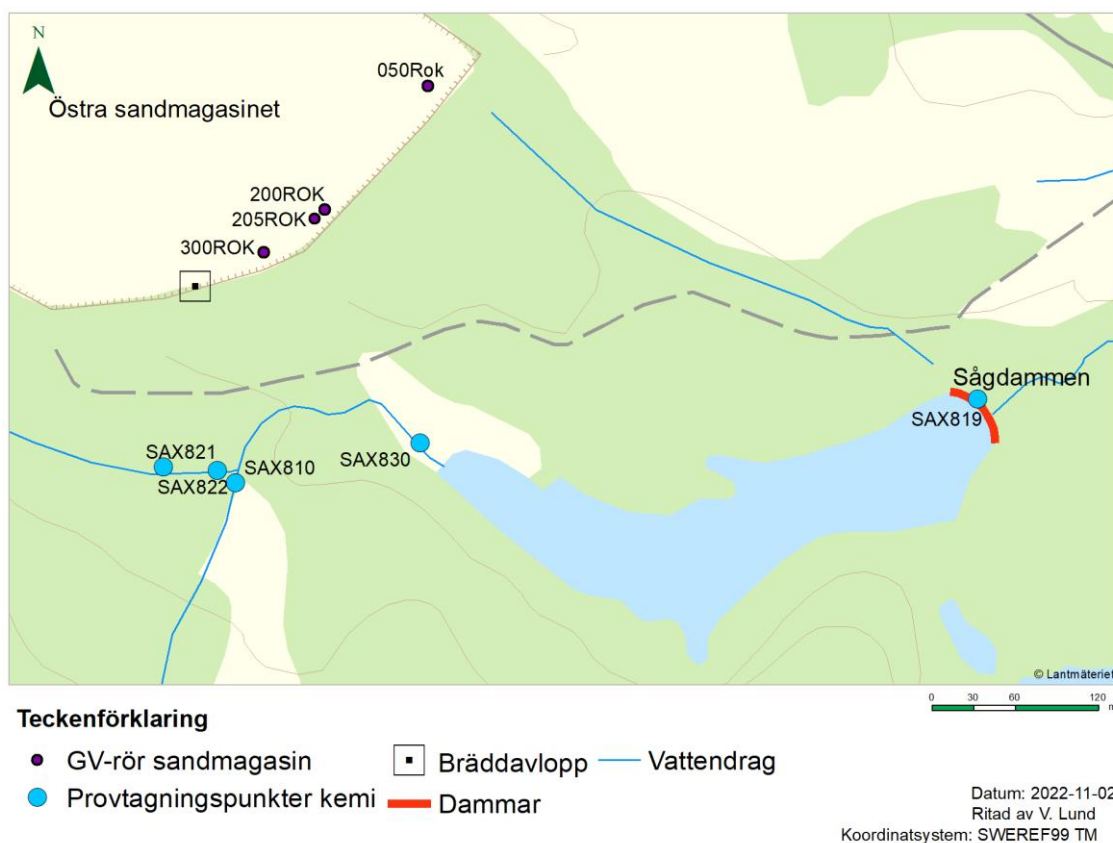 N
050Rok
Östra sandmagasinet
200ROK
205ROK
300ROK
Sågdammen
SAX819
SAX821
SAX810
SAX830
SAX822
© Lantmäteriet
0 30 60 120
m
Teckenförklaring
GV-rör sandmagasin
Bräddavlopp
Vattendrag
Provtagningspunkter kemi
Dammar
Datum: 2022-11-02
Ritad av V. Lund
Koordinatsystem: SWEREF99 TM